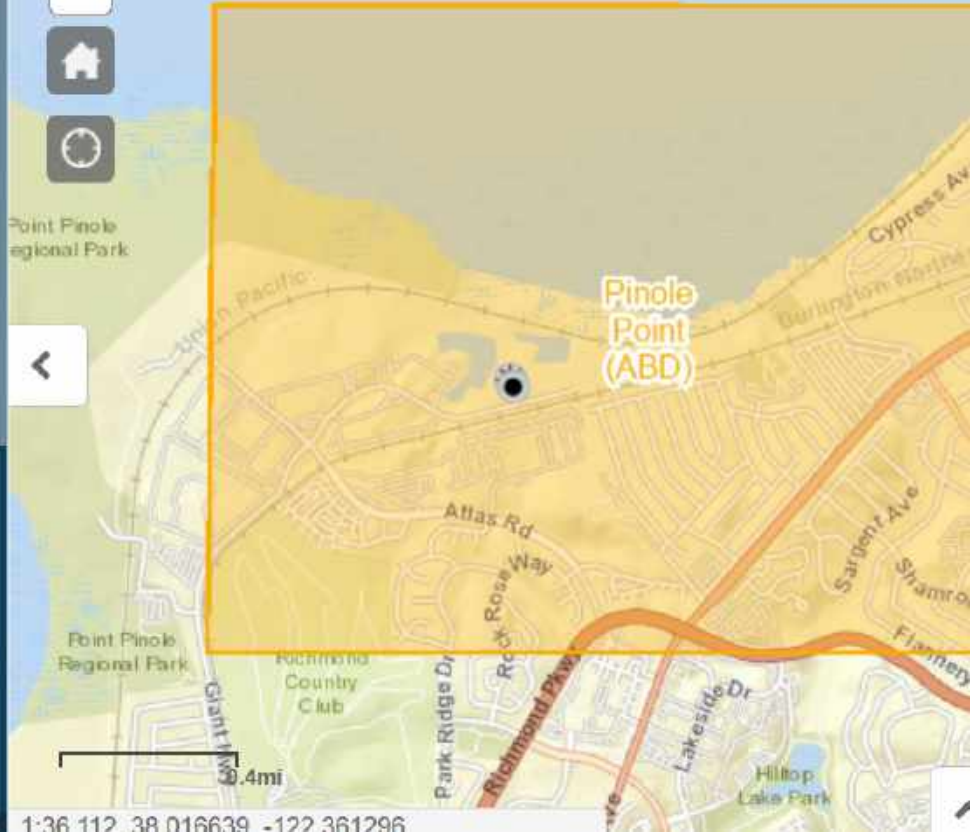 Cypress Av
Point Pinole
egional Park
Union Pacific
Burlington Northe
Pinole
Point
(ABD)
Atlas Rd
Sargent Ave
Rock Rose Way
Shamro
Point Pinole
Regional Park
Flannery
Richmond
Country
Club
Park Ridge Dr
Richmond Pkwy
Giant Hwy
Lakeside Dr
0.4mi
Hilltop
Lake Park
1:36,112 38.016639 -122.361296